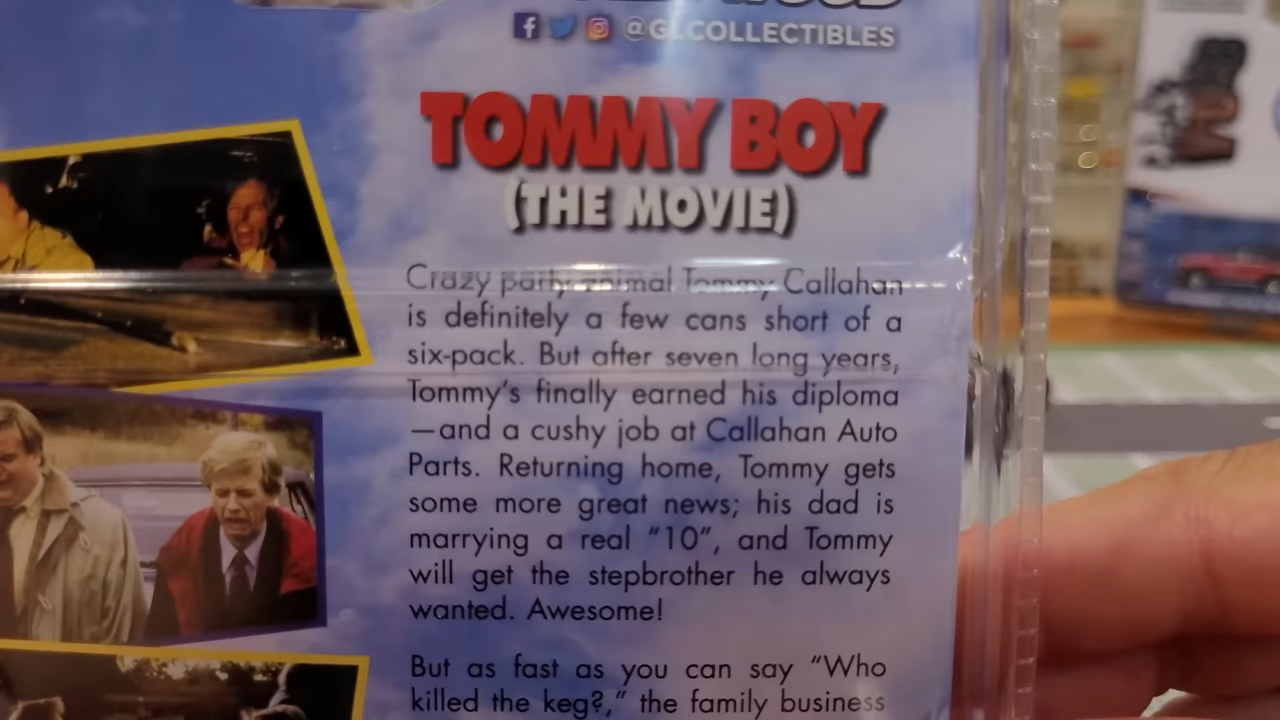 @GLCOLLECTIBLES
TOMMY BOY
(THE MOVIE)
Crazy party animal Tommy Callahan
is definitely a few cans short of a
six-pack. But after seven long years,
Tommy's finally earned his diploma
—and a cushy job at Callahan Auto
Parts. Returning home, Tommy gets
some more great news; his dad is
marrying a real "10", and Tommy
will get the stepbrother he always
wanted. Awesome!
But as fast as you can say "Who
killed the keg?," the family business